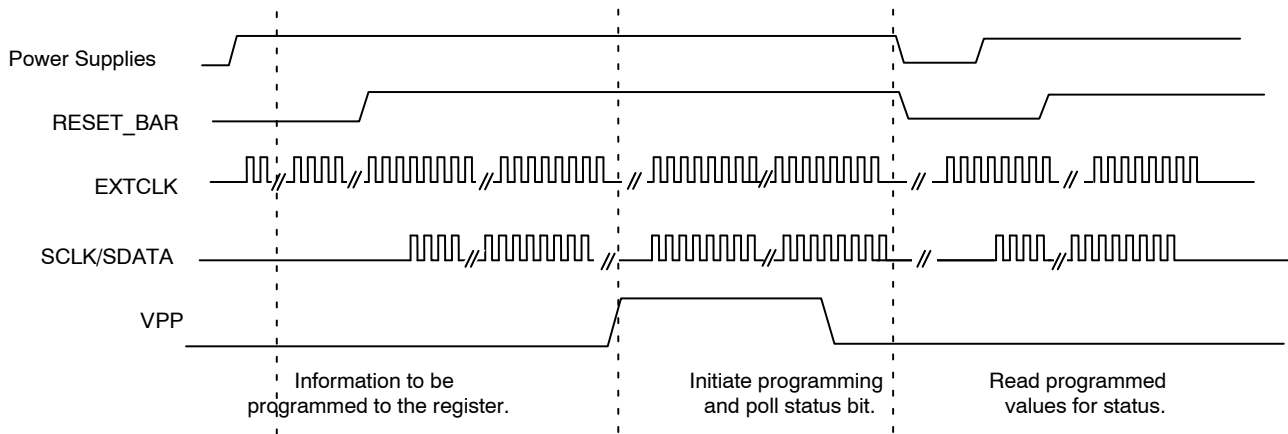 Power Supplies
RESET_BAR
EXTCLK
SCLK/SDATA
VPP
Information to be
programmed to the register.
Initiate programming
and poll status bit.
Read programmed
values for status.